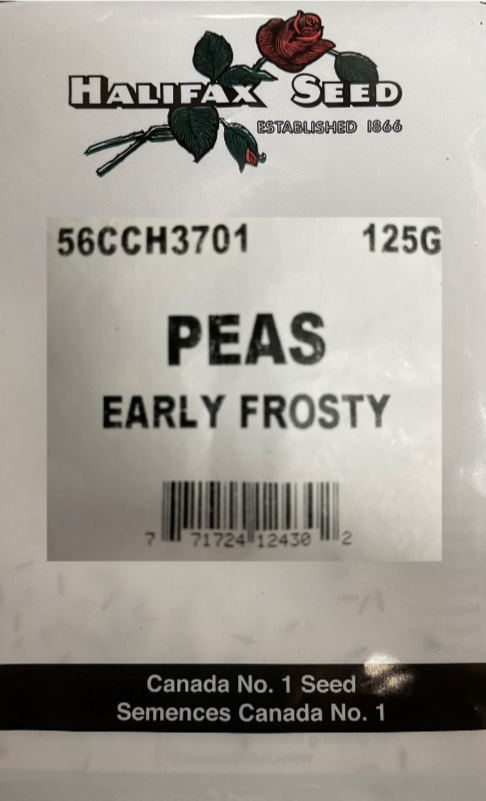 HALIFAX SEED
ESTABLISHED 1866
56CCH3701 125G
PEAS
EARLY FROSTY
7 71724 12430 2
Canada No. 1 Seed
Semences Canada No. 1